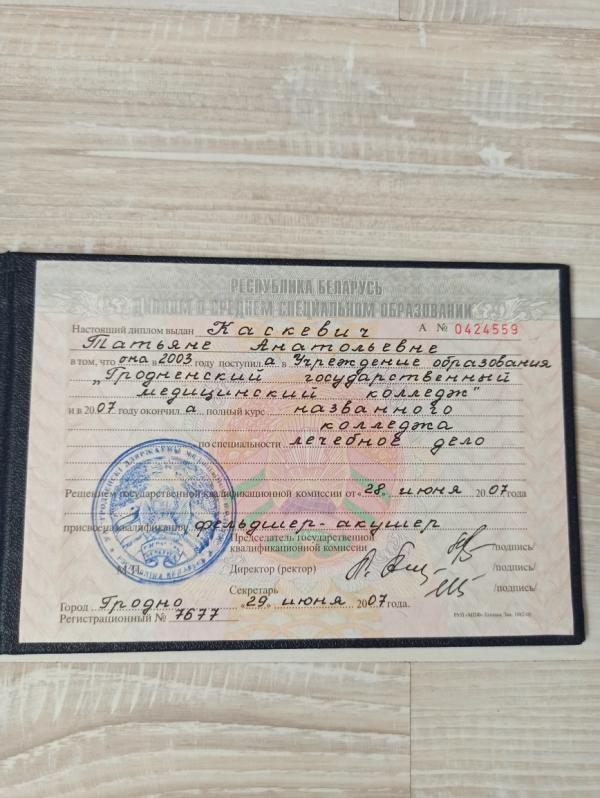 РЕСПУБЛИКА БЕЛАРУСЬ
ДИПЛОМ О СРЕДНЕМ СПЕЦИАЛЬНОМ ОБРАЗОВАНИИ
Настоящий диплом выдан Каскевич А № 0424559
Татьяне Анатольевне
в том, что она в 2003 году поступил а в Учреждение образования
„Гродненский государственный
медицинский колледж"
и в 2007 году окончил а полный курс названного
колледжа
по специальности лечебное дело
Решением государственной квалификационной комиссии от «28» июня 2007 года
присвоена квалификация фельдшер-акушер
Председатель государственной
квалификационной комиссии /подпись/
М.П. Директор (ректор) /подпись/
Секретарь /подпись/
Город Гродно «29» июня 2007 года.
Регистрационный № 7677